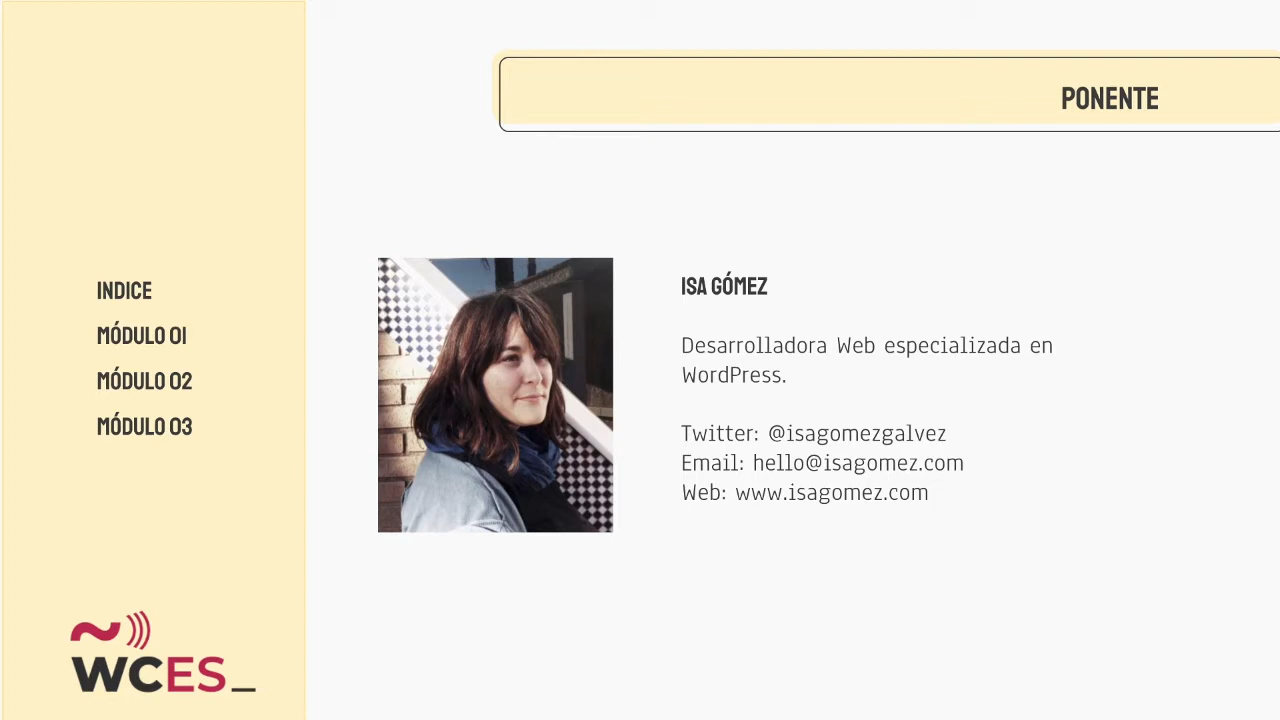 PONENTE
INDICE
MÓDULO 01
MÓDULO 02
MÓDULO 03
ISA GÓMEZ
Desarrolladora Web especializada en
WordPress.
Twitter: @isagomezgalvez
Email: hello@isagomez.com
Web: www.isagomez.com
WCES_